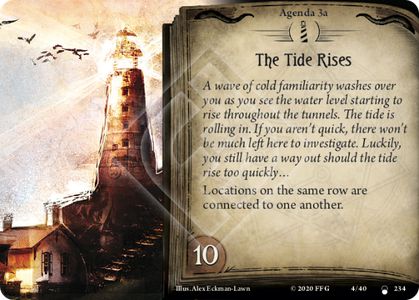 Agenda 3a
The Tide Rises
A wave of cold familiarity washes over
you as you see the water level starting to
rise throughout the tunnels. The tide is
rolling in. If you aren't quick, there won't
be much left here to investigate. Luckily,
you still have a way out should the tide
rise too quickly…
Locations on the same row are
connected to one another.
10
Illus. Alex Eckman-Lawn
© 2020 FFG
4/40
234